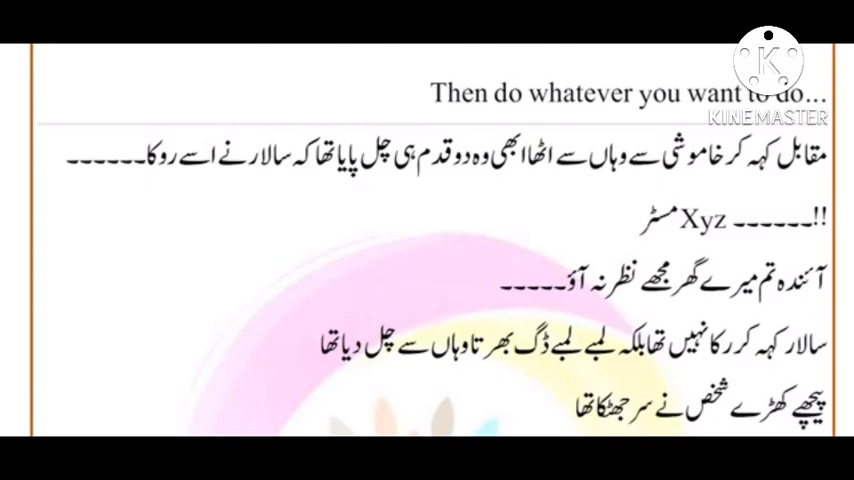 K
KINEMASTER
Then do whatever you want to do...
مقابل کہہ کر خاموشی سے وہاں سے اٹھا ابھی وہ دو قدم ہی چل پایا تھا کہ سالار نے اسے روکا۔۔۔۔۔۔
مسٹر Xyz ۔۔۔۔۔۔!!
آئندہ تم میرے گھر مجھے نظر نہ آؤ۔۔۔۔۔
سالار کہہ کر رکا نہیں تھا بلکہ لمبے لمبے ڈگ بھرتا وہاں سے چل دیا تھا
پیچھے کھڑے شخص نے سر جھٹکا تھا